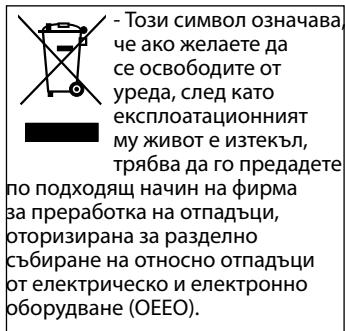 - Този символ означава,
че ако желаете да
се освободите от
уреда, след като
експлоатационният
му живот е изтекъл,
трябва да го предадете
по подходящ начин на фирма
за преработка на отпадъци,
оторизирана за разделно
събиране на относно отпадъци
от електрическо и електронно
оборудване (ОЕЕО).